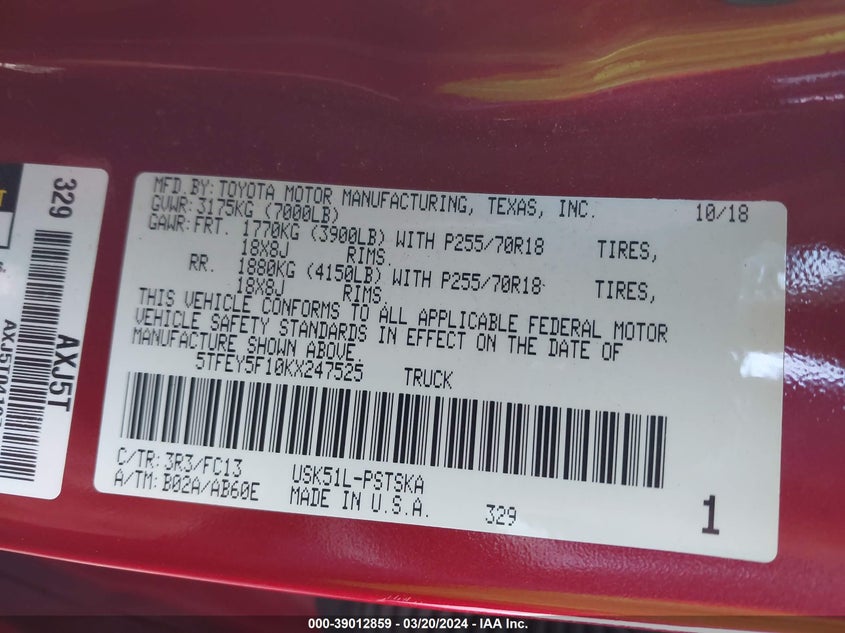 MFD.BY:TOYOTA MOTOR MANUFACTURING, TEXAS, INC. 10/18
GVWR:3175KG (7000LB)
GAWR:FRT. 1770KG (3900LB) WITH P255/70R18 TIRES,
18X8J RIMS.
RR. 1880KG (4150LB) WITH P255/70R18 TIRES,
18X8J RIMS.
THIS VEHICLE CONFORMS TO ALL APPLICABLE FEDERAL MOTOR
VEHICLE SAFETY STANDARDS IN EFFECT ON THE DATE OF
MANUFACTURE SHOWN ABOVE.
5TFEY5F10KX247525 TRUCK
C/TR:3R3/FC13 USK51L-PSTSKA
A/TM:B02A/AB60E MADE IN U.S.A. 329 1
329
AXJ5T
000-39012859 - 03/20/2024 - IAA Inc.